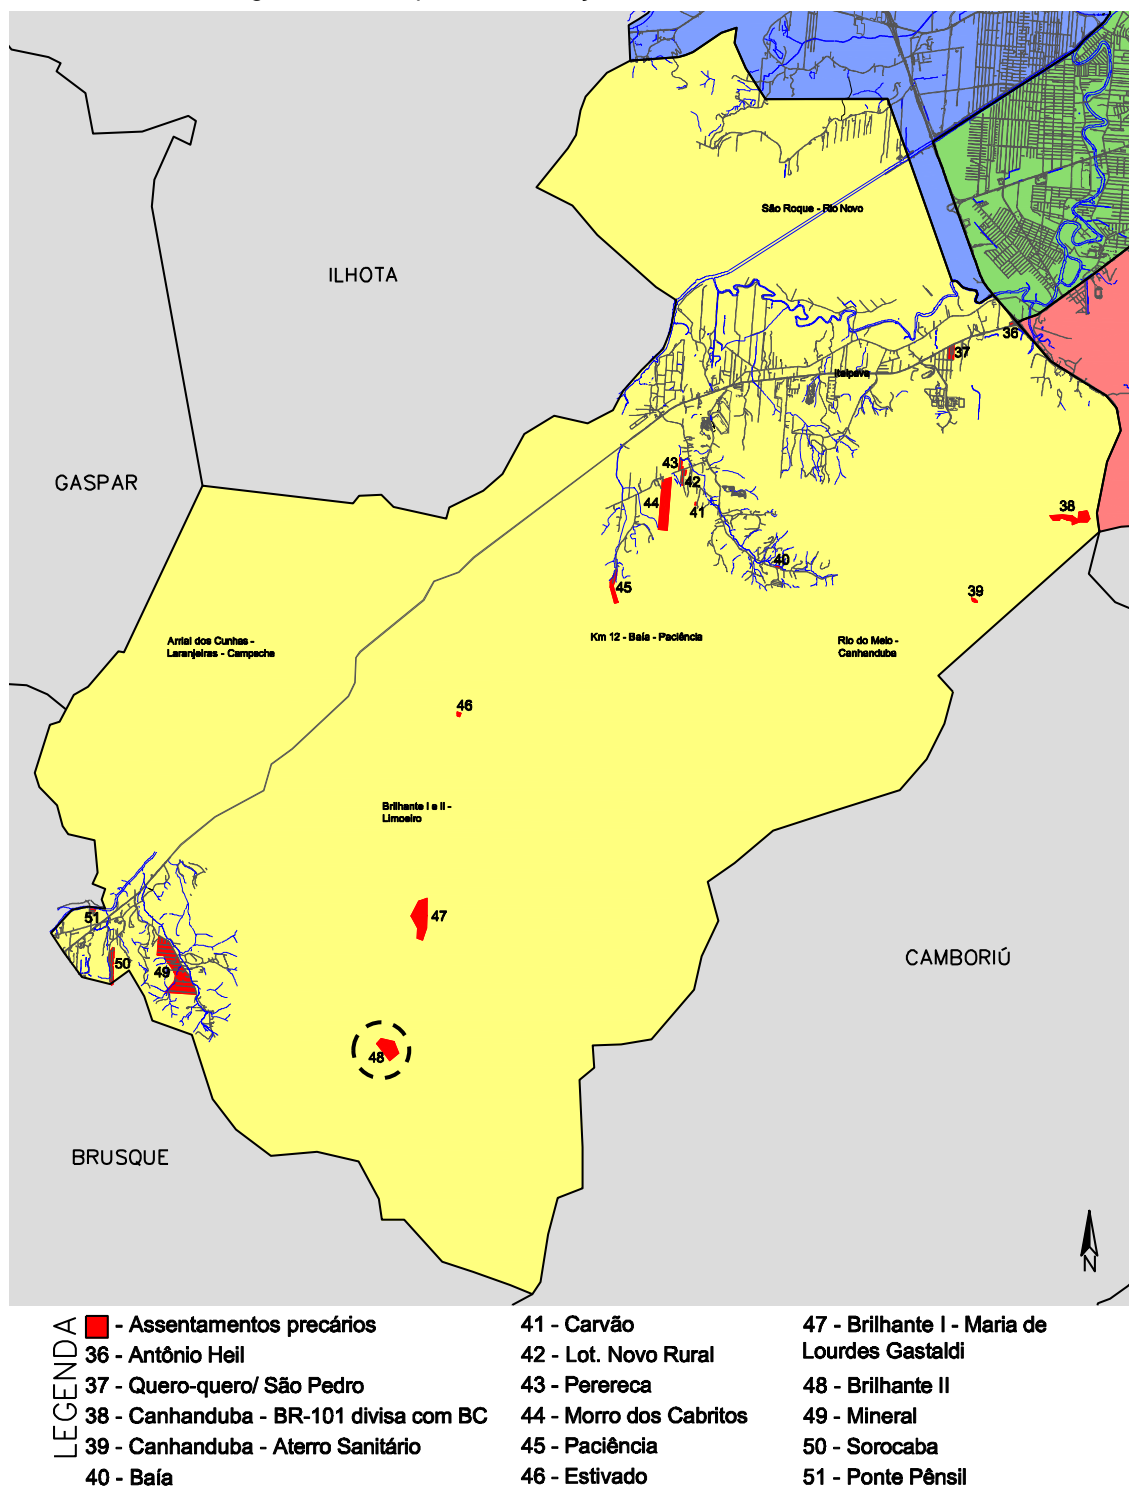 São Roque - Rio Novo
ILHOTA
36
37
Itaipava
43
42
GASPAR
44
41
38
40
45
39
Arrial dos Cunhas -
Laranjeiras - Campeche
Km 12 - Baía - Paciência
Rio do Meio -
Canhanduba
46
Brilhante I e II -
Limoeiro
51
47
50
49
CAMBORIÚ
48
BRUSQUE
N
LEGENDA
- Assentamentos precários
36 - Antônio Heil
37 - Quero-quero/ São Pedro
38 - Canhanduba - BR-101 divisa com BC
39 - Canhanduba - Aterro Sanitário
40 - Baía
41 - Carvão
42 - Lot. Novo Rural
43 - Perereca
44 - Morro dos Cabritos
45 - Paciência
46 - Estivado
47 - Brilhante I - Maria de
Lourdes Gastaldi
48 - Brilhante II
49 - Mineral
50 - Sorocaba
51 - Ponte Pênsil